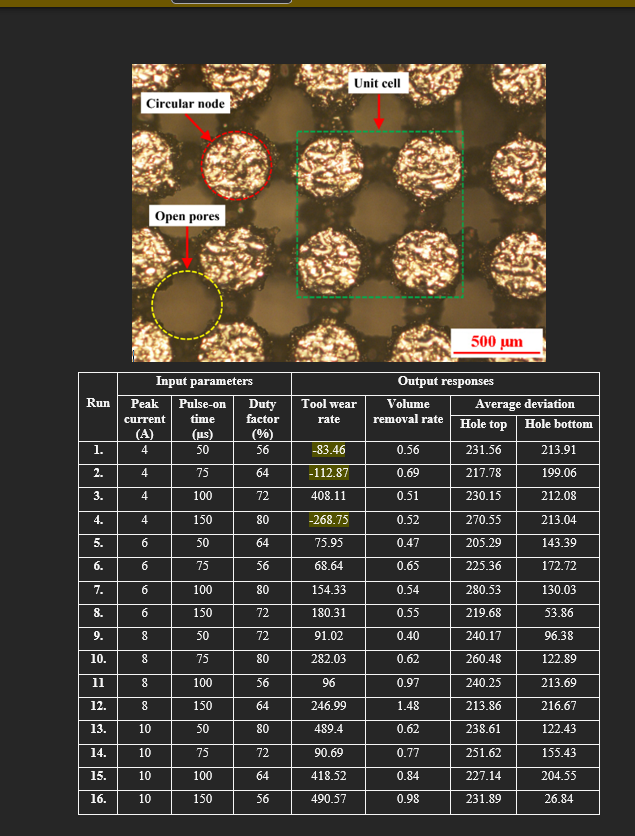 Unit cell
Circular node
Open pores
500 µm
Input parameters Output responses
Run Peak current (A) Pulse-on time (µs) Duty factor (%) Tool wear rate Volume removal rate Average deviation
Hole top Hole bottom
1. 4 50 56 -83.46 0.56 231.56 213.91
2. 4 75 64 -112.87 0.69 217.78 199.06
3. 4 100 72 408.11 0.51 230.15 212.08
4. 4 150 80 -268.75 0.52 270.55 213.04
5. 6 50 64 75.95 0.47 205.29 143.39
6. 6 75 56 68.64 0.65 225.36 172.72
7. 6 100 80 154.33 0.54 280.53 130.03
8. 6 150 72 180.31 0.55 219.68 53.86
9. 8 50 72 91.02 0.40 240.17 96.38
10. 8 75 80 282.03 0.62 260.48 122.89
11 8 100 56 96 0.97 240.25 213.69
12. 8 150 64 246.99 1.48 213.86 216.67
13. 10 50 80 489.4 0.62 238.61 122.43
14. 10 75 72 90.69 0.77 251.62 155.43
15. 10 100 64 418.52 0.84 227.14 204.55
16. 10 150 56 490.57 0.98 231.89 26.84